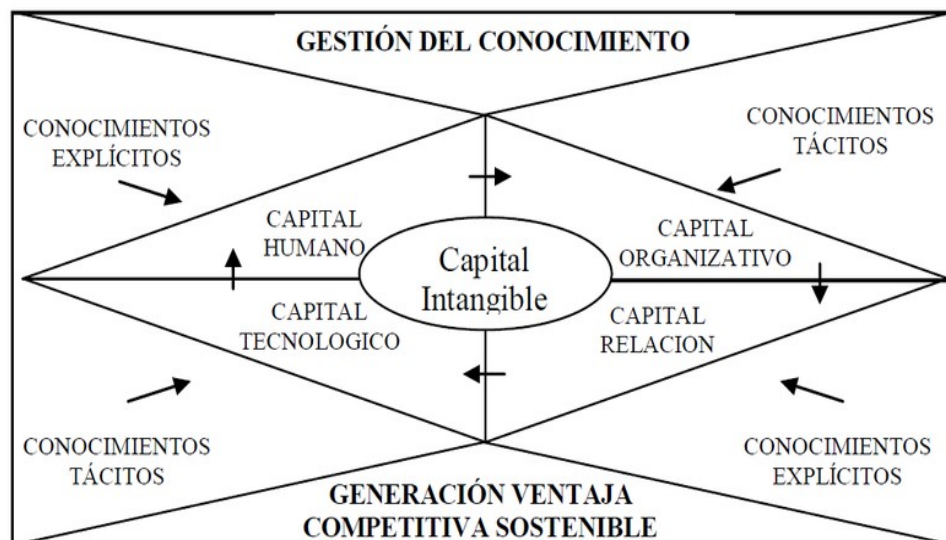 GESTIÓN DEL CONOCIMIENTO
CONOCIMIENTOS
EXPLÍCITOS
CONOCIMIENTOS
TÁCITOS
CAPITAL
HUMANO
CAPITAL
ORGANIZATIVO
Capital
Intangible
CAPITAL
TECNOLOGICO
CAPITAL
RELACION
CONOCIMIENTOS
TÁCITOS
CONOCIMIENTOS
EXPLÍCITOS
GENERACIÓN VENTAJA
COMPETITIVA SOSTENIBLE